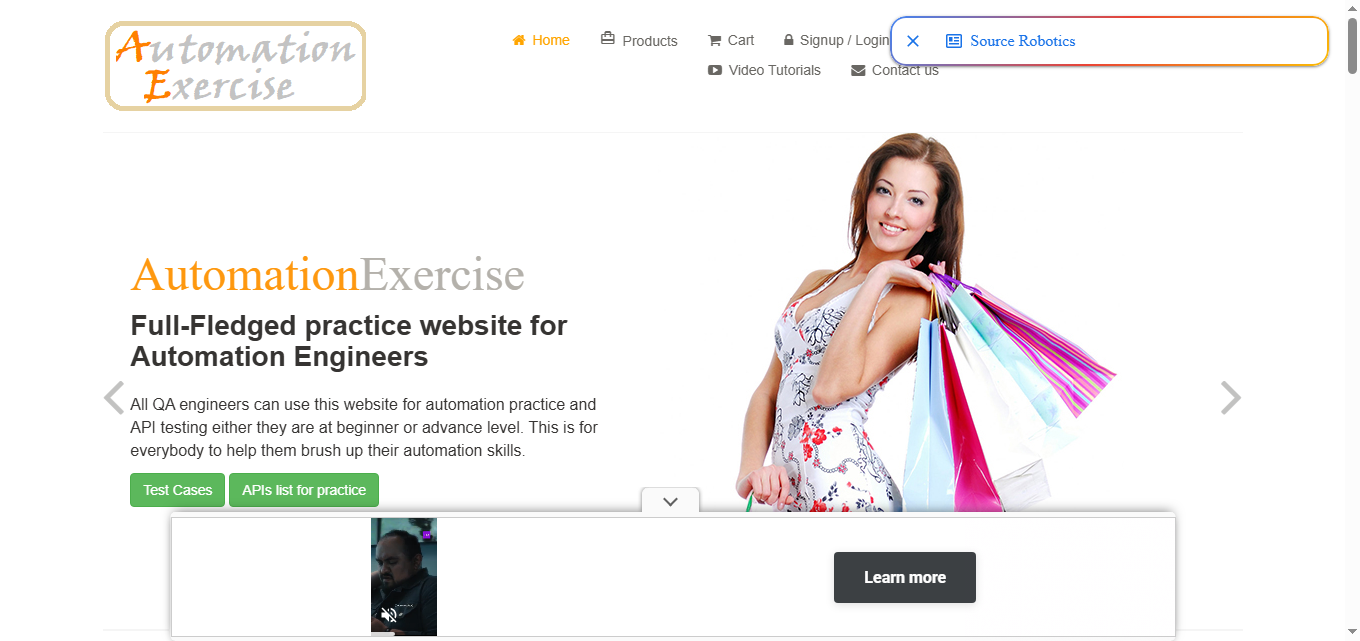 Automation
Exercise
Home
Products
Cart
Signup / Login
Source Robotics
Video Tutorials
Contact us
AutomationExercise
Full-Fledged practice website for
Automation Engineers
All QA engineers can use this website for automation practice and
API testing either they are at beginner or advance level. This is for
everybody to help them brush up their automation skills.
Test Cases
APIs list for practice
Learn more